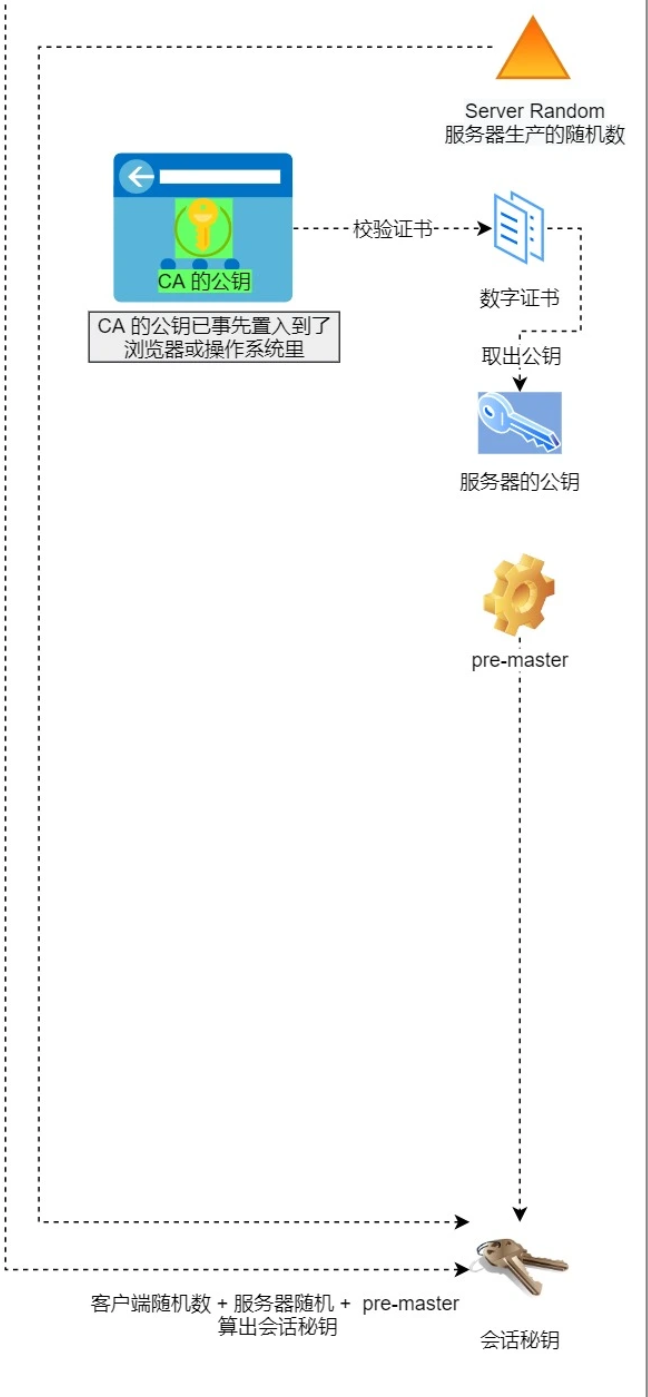 Server Random
服务器生产的随机数
校验证书
CA 的公钥
数字证书
CA 的公钥已事先置入到了
浏览器或操作系统里
取出公钥
服务器的公钥
pre-master
客户端随机数 + 服务器随机 + pre-master
算出会话秘钥
会话秘钥